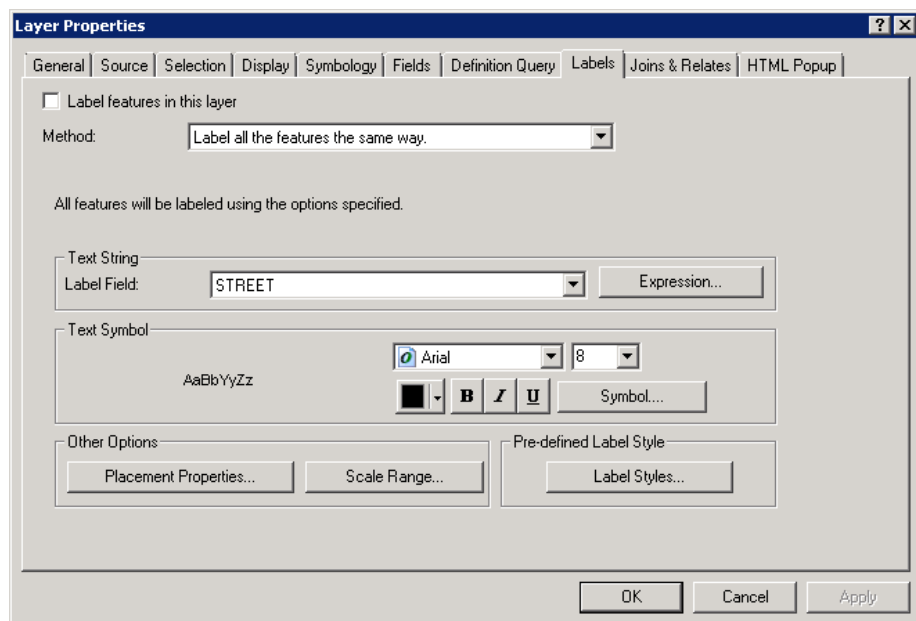 Layer Properties
General Source Selection Display Symbology Fields Definition Query Labels Joins & Relates HTML Popup
Label features in this layer
Method: Label all the features the same way.
All features will be labeled using the options specified.
Text String
Label Field: STREET Expression...
Text Symbol
AaBbYyZz
Arial 8
B I U Symbol....
Other Options
Placement Properties... Scale Range...
Pre-defined Label Style
Label Styles...
OK Cancel Apply